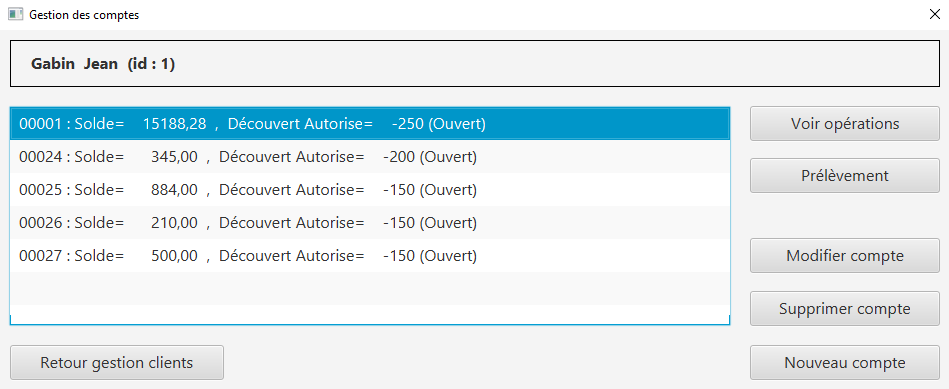 Gestion des comptes
Gabin Jean (id : 1)
00001 : Solde= 15188,28 , Découvert Autorise= -250 (Ouvert)
00024 : Solde= 345,00 , Découvert Autorise= -200 (Ouvert)
00025 : Solde= 884,00 , Découvert Autorise= -150 (Ouvert)
00026 : Solde= 210,00 , Découvert Autorise= -150 (Ouvert)
00027 : Solde= 500,00 , Découvert Autorise= -150 (Ouvert)
Voir opérations
Prélèvement
Modifier compte
Supprimer compte
Retour gestion clients
Nouveau compte